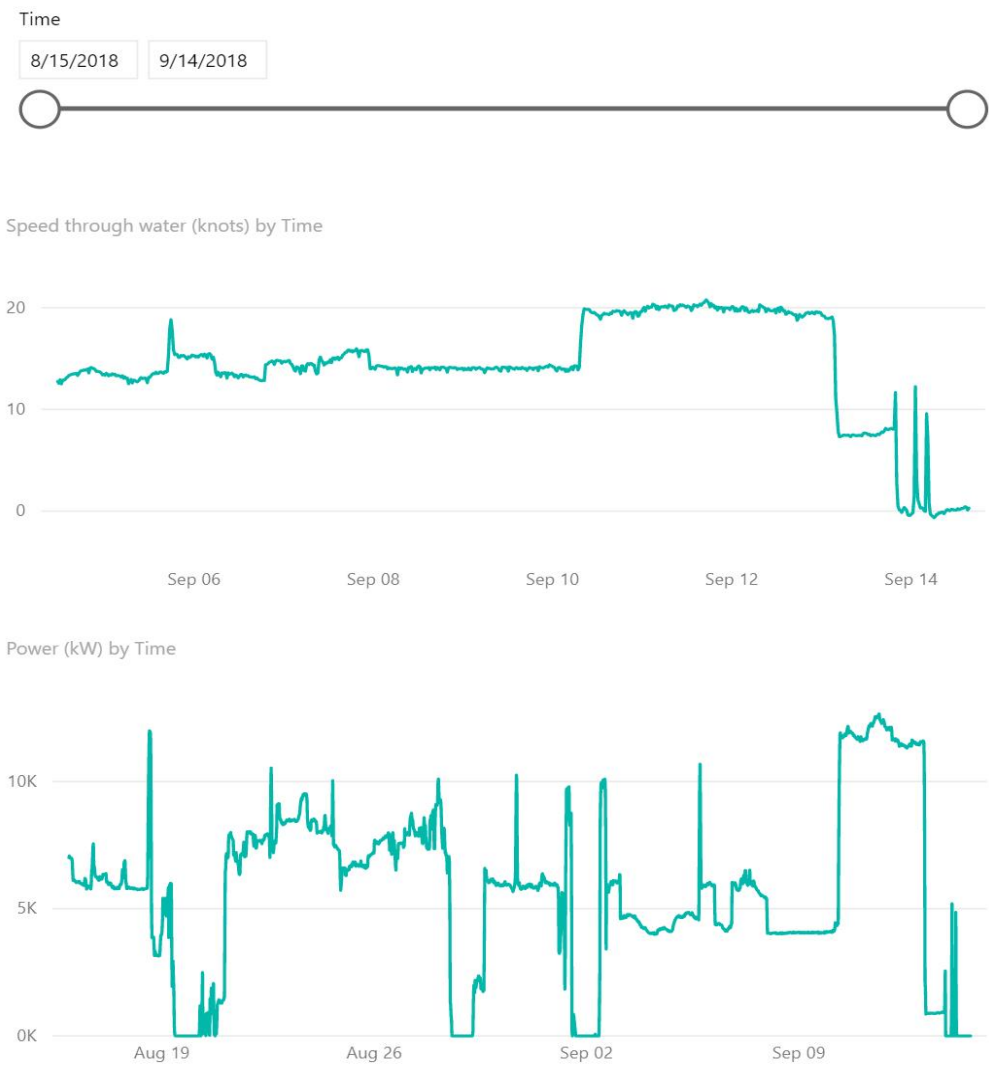 Time
8/15/2018 9/14/2018
Speed through water (knots) by Time
20
10
0
Sep 06 Sep 08 Sep 10 Sep 12 Sep 14
Power (kW) by Time
10K
5K
0K
Aug 19 Aug 26 Sep 02 Sep 09